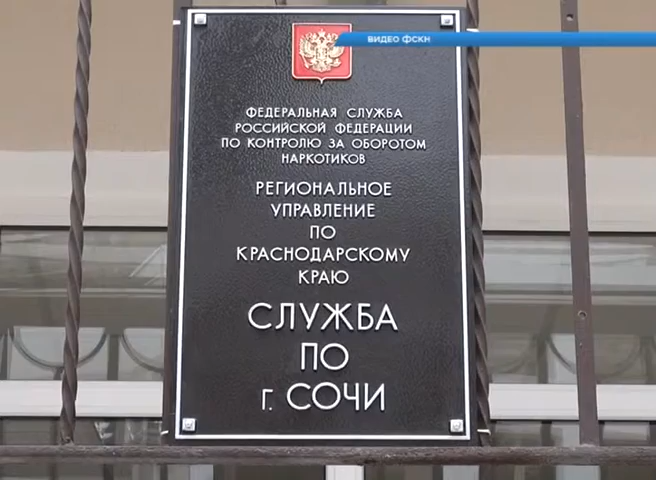 ВИДЕО ФСКН
ФЕДЕРАЛЬНАЯ СЛУЖБА
РОССИЙСКОЙ ФЕДЕРАЦИИ
ПО КОНТРОЛЮ ЗА ОБОРОТОМ
НАРКОТИКОВ
РЕГИОНАЛЬНОЕ
УПРАВЛЕНИЕ
ПО
КРАСНОДАРСКОМУ
КРАЮ
СЛУЖБА
ПО
Г. СОЧИ